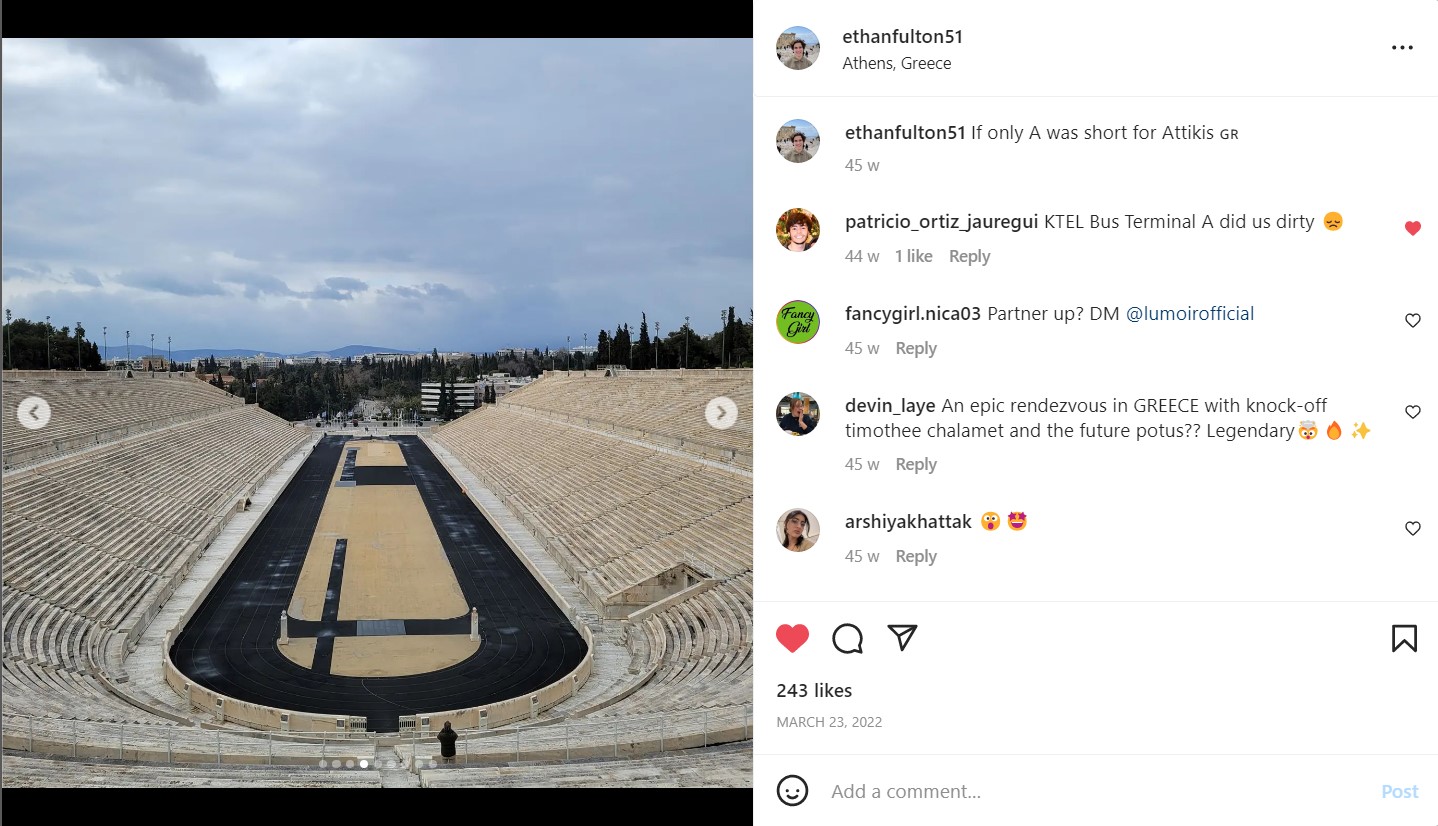 ethanfulton51
Athens, Greece
ethanfulton51 If only A was short for Attikis GR
45 w
patricio_ortiz_jauregui KTEL Bus Terminal A did us dirty 😞
44 w 1 like Reply
Fancy
Girl
fancygirl.nica03 Partner up? DM @lumoirofficial
45 w Reply
devin_laye An epic rendezvous in GREECE with knock-off
timothee chalamet and the future potus?? Legendary🤯 🔥 ✨
45 w Reply
arshiyakhattak 😲 🤩
45 w Reply
243 likes
MARCH 23, 2022
Add a comment...
Post